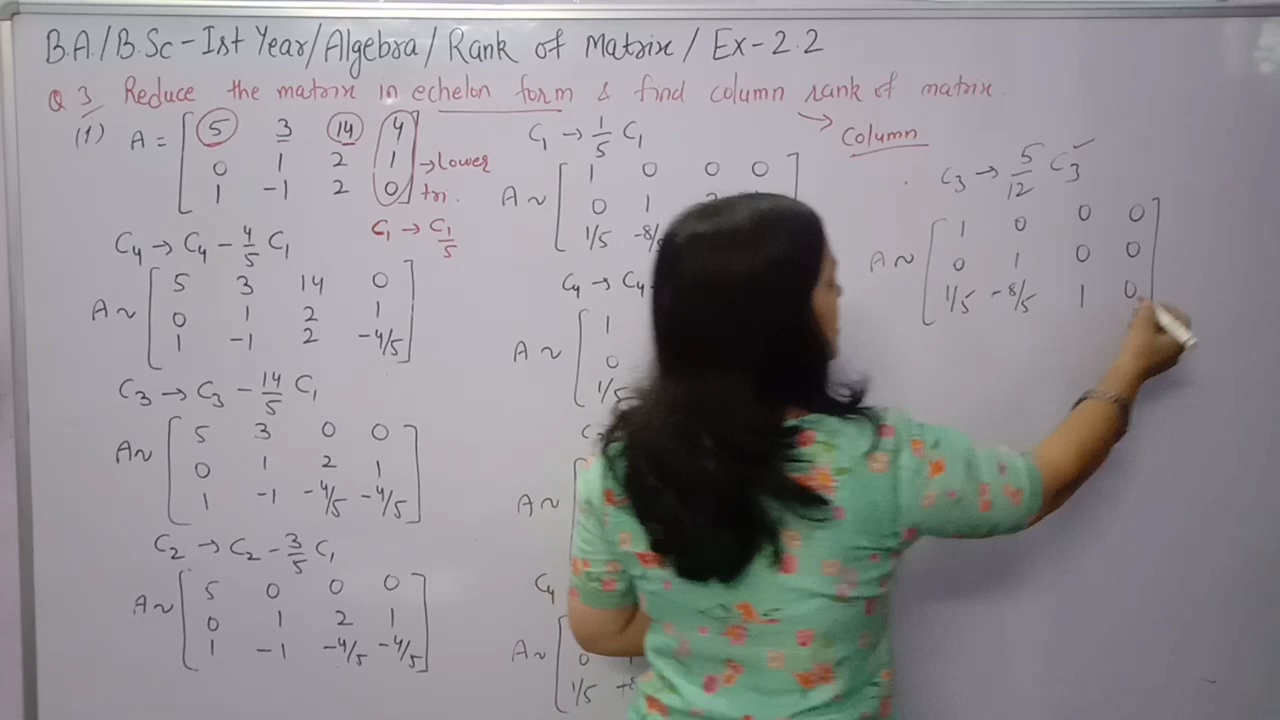 B.A./B.Sc - Ist Year/Algebra/Rank of Matrix/Ex-2.2
Q 3, Reduce the matrix in echelon form & find column rank of matrix
→ Column
(1) A = [5 3 14 4
0 1 2 1
1 -1 2 0]
→ Lower tri.
C₁ → C₁/5
C₄ → C₄ - 4/5 C₁
A ~ [5 3 14 0
0 1 2 1
1 -1 2 -4/5]
C₃ → C₃ - 14/5 C₁
A ~ [5 3 0 0
0 1 2 1
1 -1 -4/5 -4/5]
C₂ → C₂ - 3/5 C₁
A ~ [5 0 0 0
0 1 2 1
1 -1 -4/5 -4/5]
C₁ → 1/5 C₁
A ~ [1 0 0 0
0 1
1/5 -8/5
C₄ → C₄
A ~ [1
0
1/5
A ~ [
C₄
A ~ [
0
1/5
C₃ → 5/12 C₃ ✓
A ~ [1 0 0 0
0 1 0 0
1/5 -8/5 1 0]